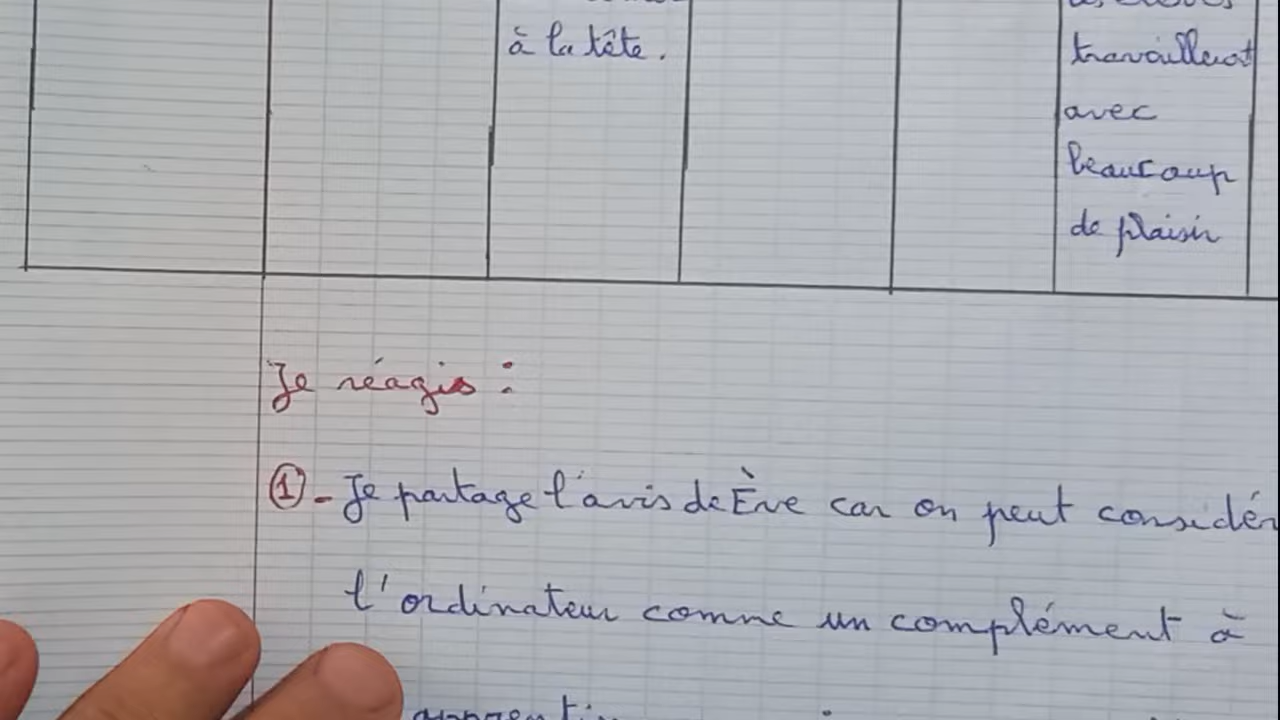 à la tête.
travaillent
avec
beaucoup
de plaisir
Je réagis :
① - Je partage l'avis de Ève car on peut considér
l'ordinateur comme un complément à